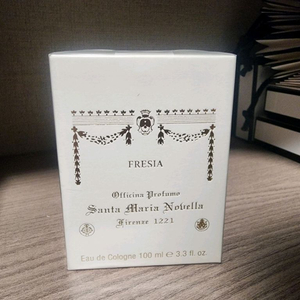 FRESIA
Officina Profumo
Santa Maria Novella
Firenze 1221
Eau de Cologne 100 ml e 3.3 fl. oz.